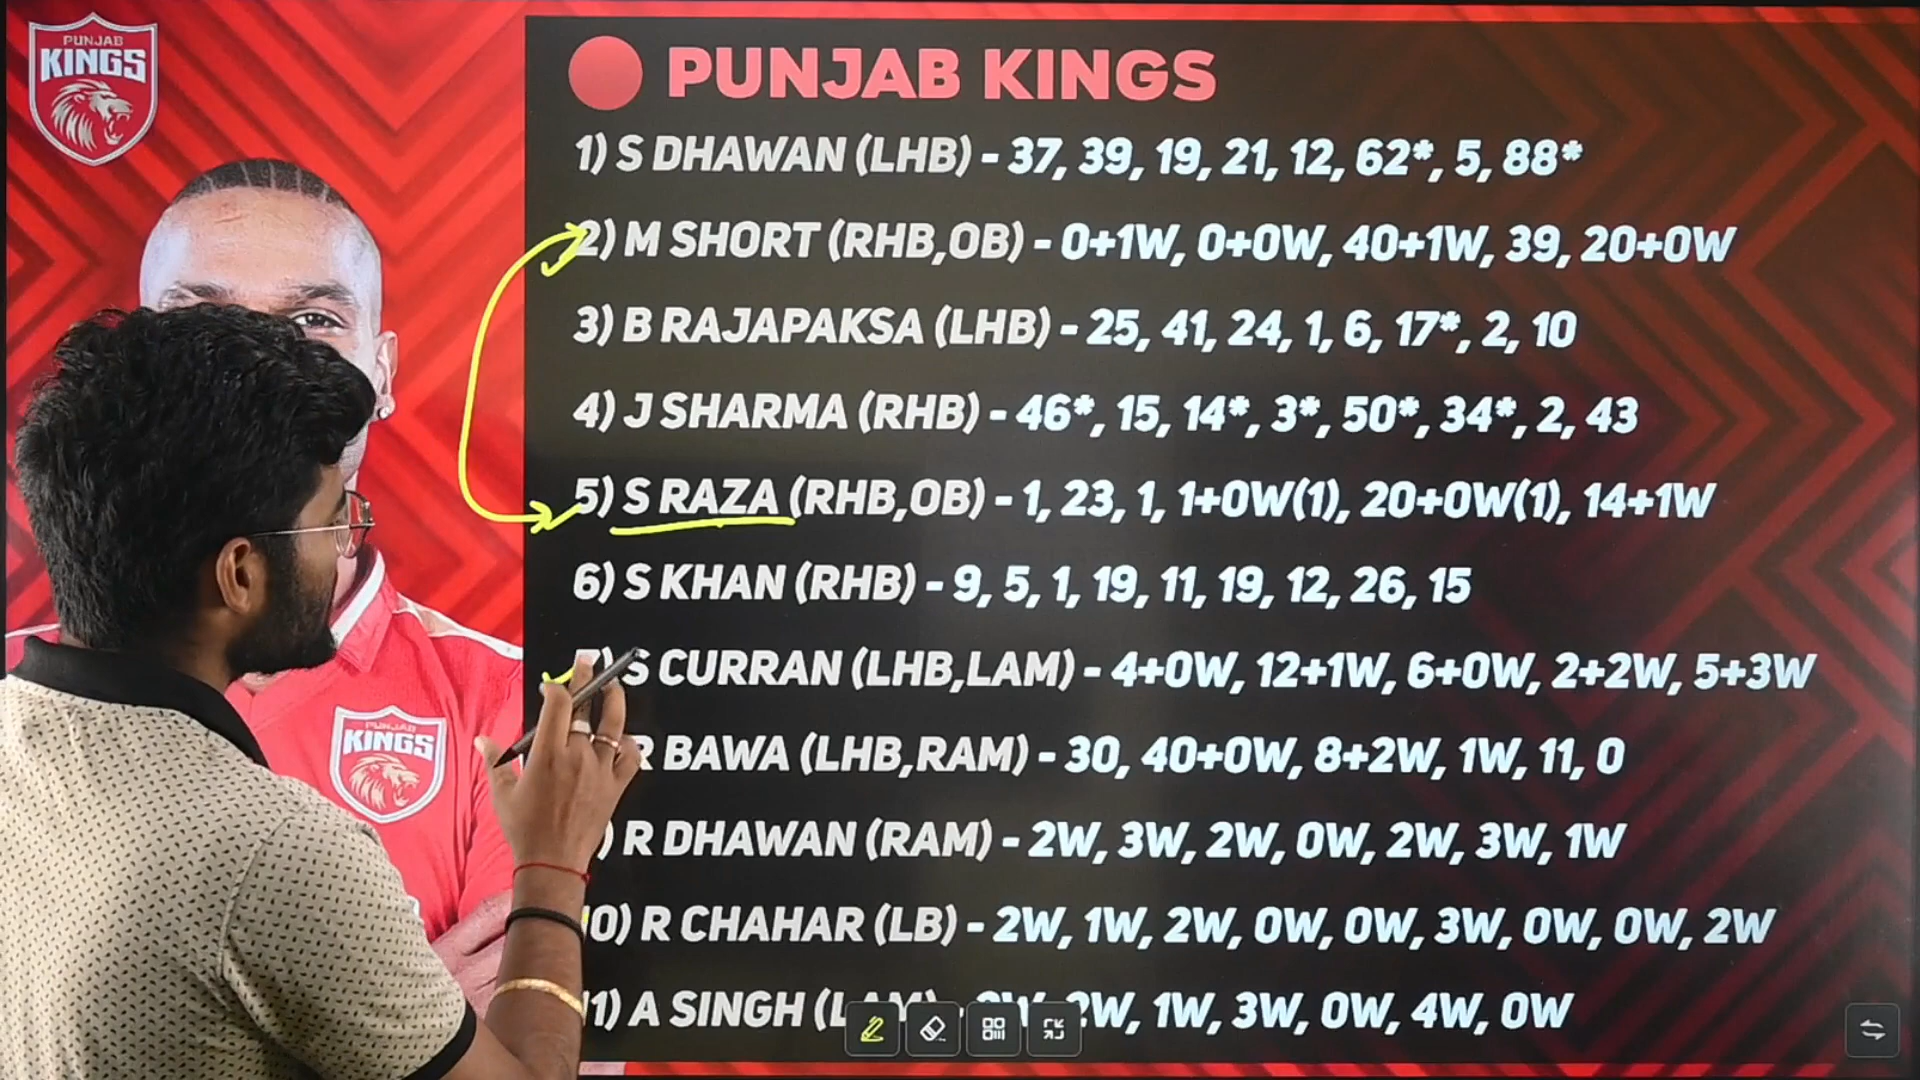 PUNJAB
KINGS
PUNJAB KINGS
1) S DHAWAN (LHB) - 37, 39, 19, 21, 12, 62*, 5, 88*
2) M SHORT (RHB,OB) - 0+1W, 0+0W, 40+1W, 39, 20+0W
3) B RAJAPAKSA (LHB) - 25, 41, 24, 1, 6, 17*, 2, 10
4) J SHARMA (RHB) - 46*, 15, 14*, 3*, 50*, 34*, 2, 43
5) S RAZA (RHB,OB) - 1, 23, 1, 1+0W(1), 20+0W(1), 14+1W
6) S KHAN (RHB) - 9, 5, 1, 19, 11, 19, 12, 26, 15
7) S CURRAN (LHB,LAM) - 4+0W, 12+1W, 6+0W, 2+2W, 5+3W
R BAWA (LHB,RAM) - 30, 40+0W, 8+2W, 1W, 11, 0
) R DHAWAN (RAM) - 2W, 3W, 2W, 0W, 2W, 3W, 1W
10) R CHAHAR (LB) - 2W, 1W, 2W, 0W, 0W, 3W, 0W, 0W, 2W
11) A SINGH 2W, 1W, 3W, 0W, 4W, 0W
PUNJAB
KINGS